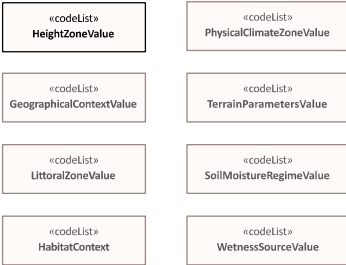 «codeList»
HeightZoneValue
«codeList»
PhysicalClimateZoneValue
«codeList»
GeographicalContextValue
«codeList»
TerrainParametersValue
«codeList»
LittoralZoneValue
«codeList»
SoilMoistureRegimeValue
«codeList»
HabitatContext
«codeList»
WetnessSourceValue